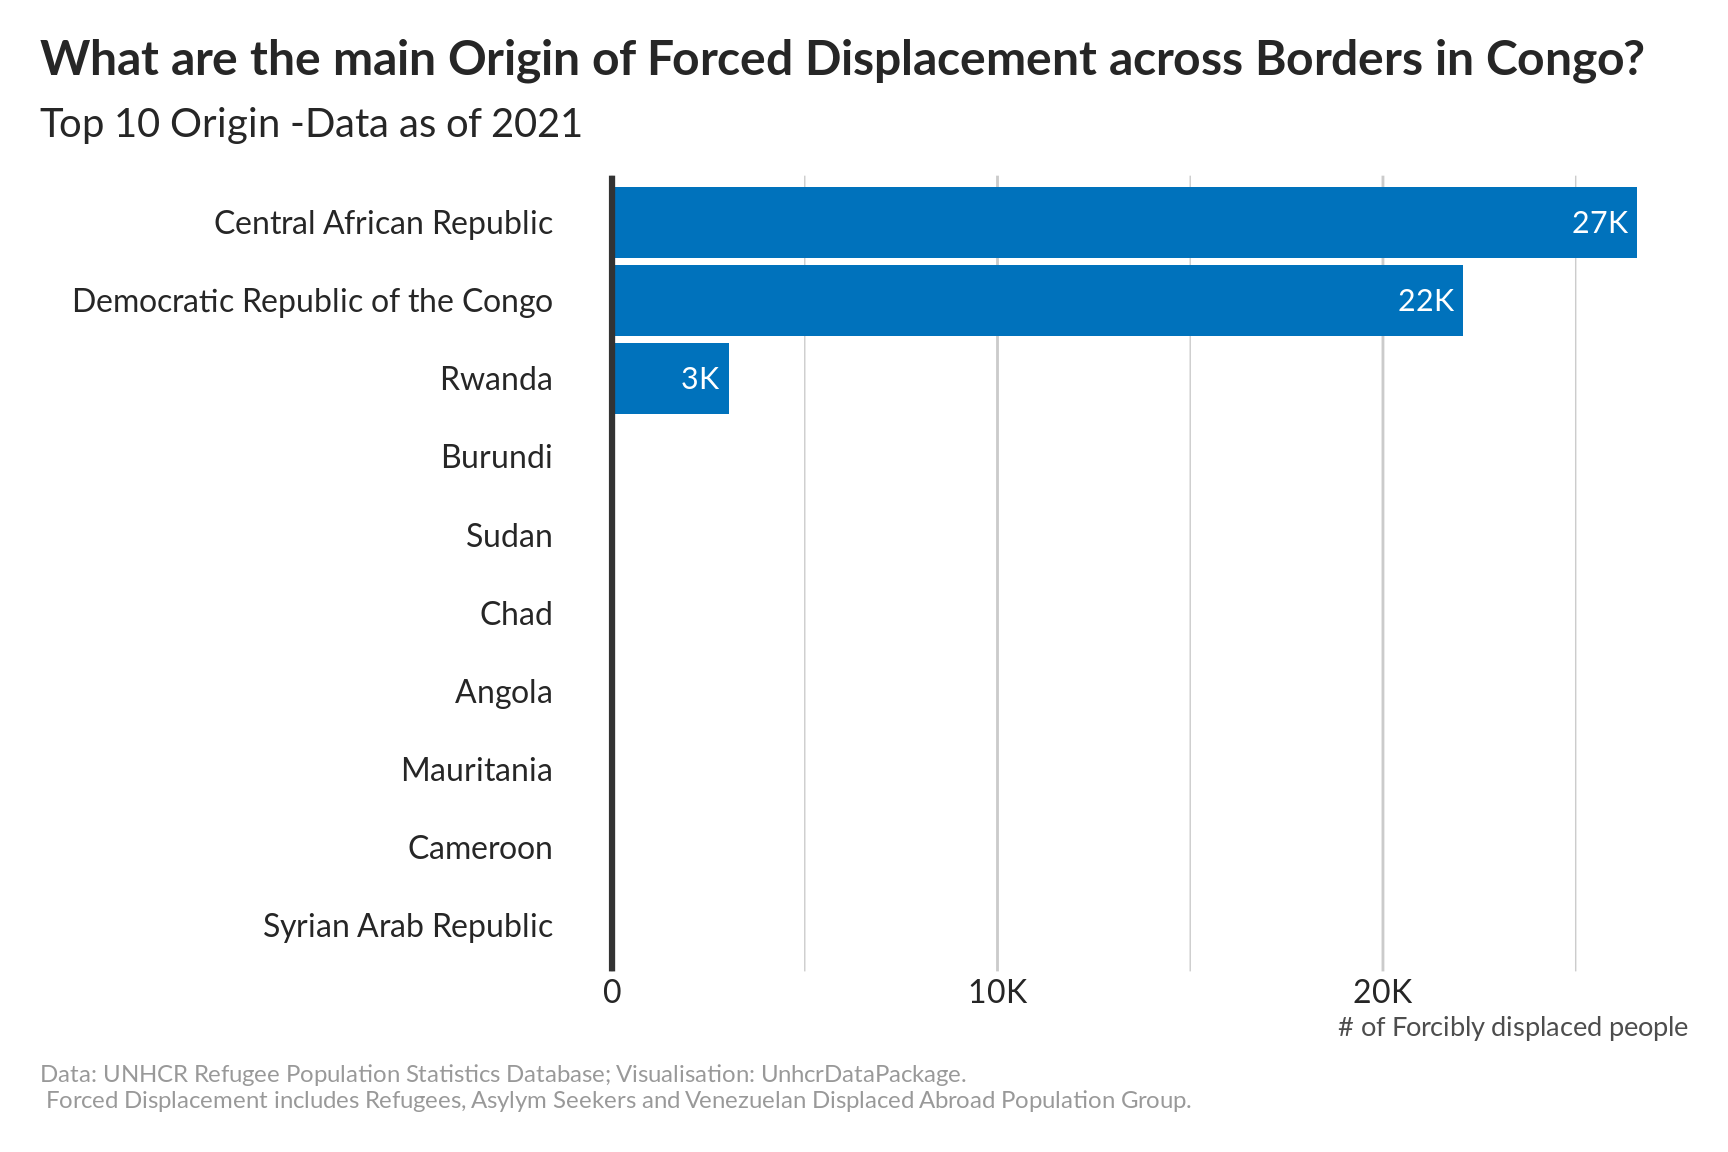 What are the main Origin of Forced Displacement across Borders in Congo?
Top 10 Origin -Data as of 2021
Central African Republic
27K
Democratic Republic of the Congo
22K
Rwanda
3K
Burundi
Sudan
Chad
Angola
Mauritania
Cameroon
Syrian Arab Republic
0 10K 20K
# of Forcibly displaced people
Data: UNHCR Refugee Population Statistics Database; Visualisation: UnhcrDataPackage.
Forced Displacement includes Refugees, Asylym Seekers and Venezuelan Displaced Abroad Population Group.